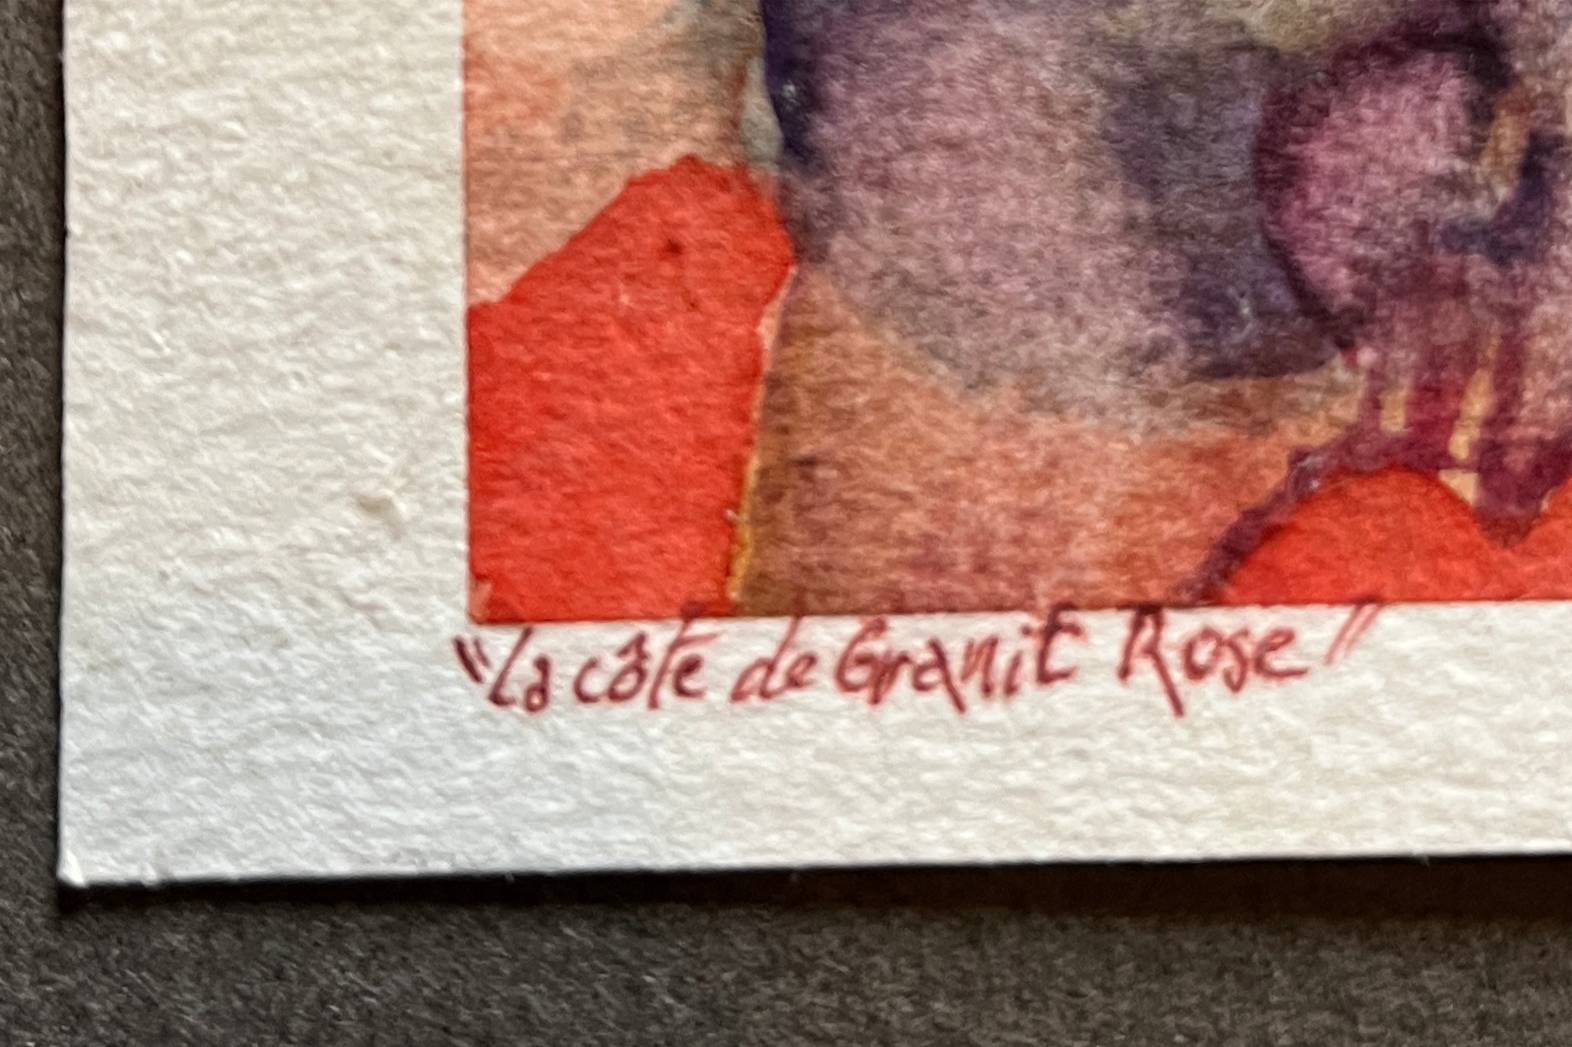 "La côte de Granit Rose"